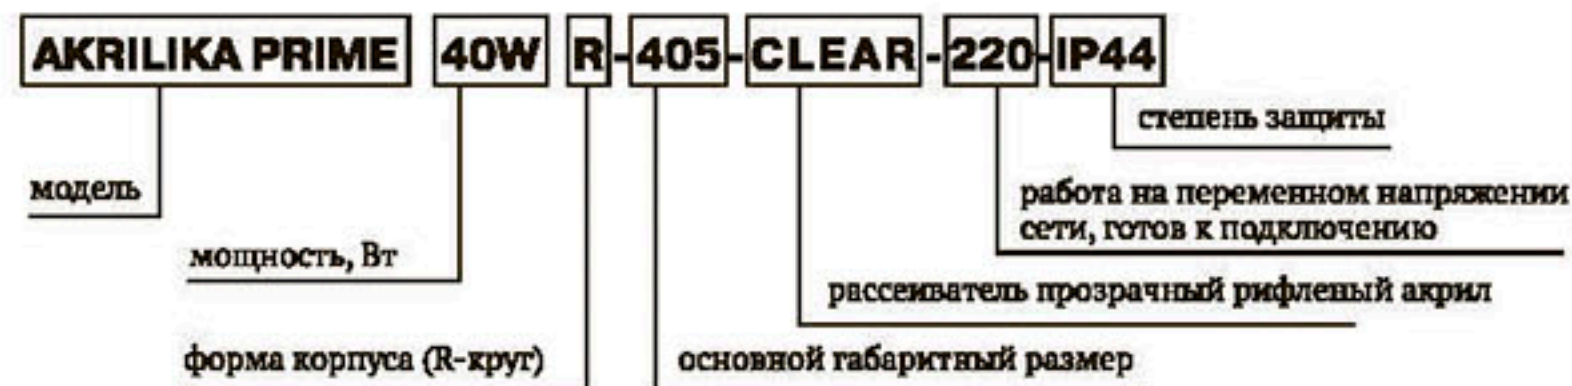 AKRILIKA PRIME 40W R-405-CLEAR-220-IP44
степень защиты
модель
работа на переменном напряжении
сети, готов к подключению
мощность, Вт
рассеиватель прозрачный рифленый акрил
форма корпуса (R-круг)
основной габаритный размер